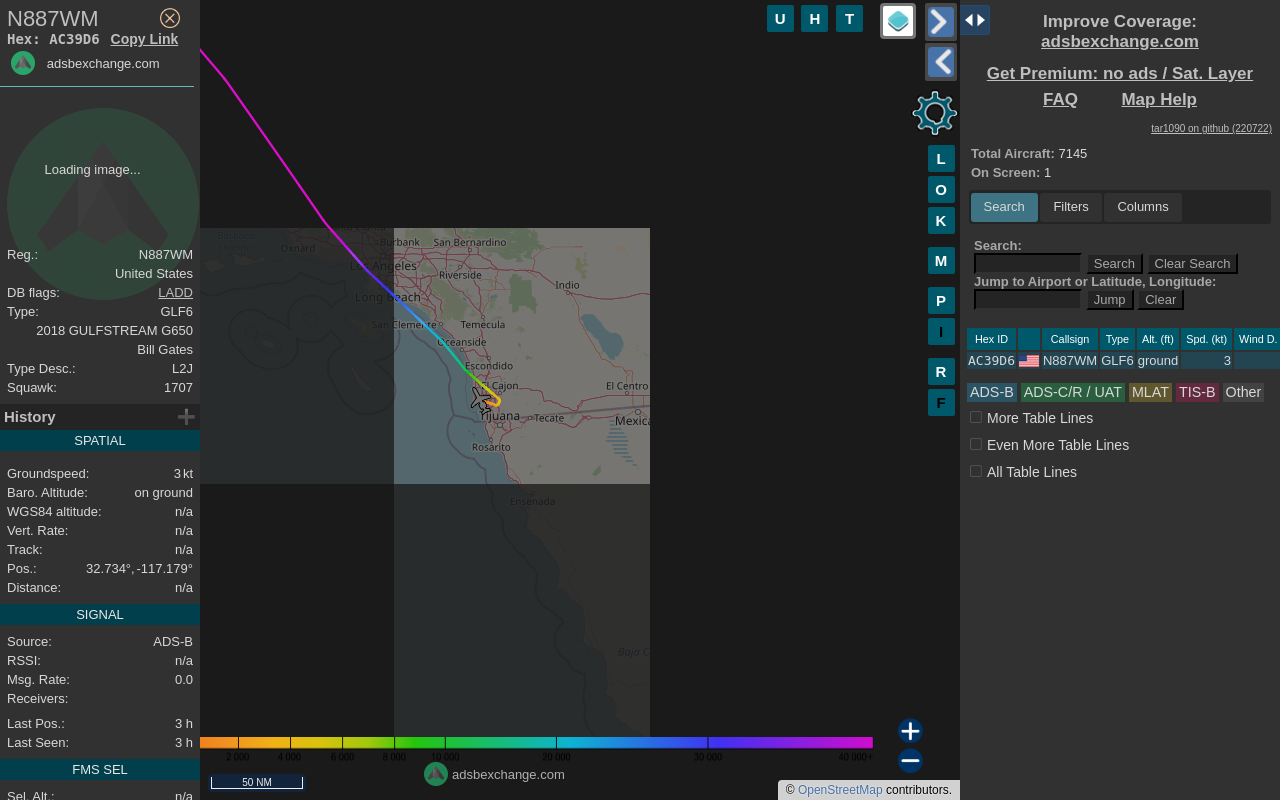 N887WM
Hex: AC39D6 Copy Link
adsbexchange.com
Loading image...
Reg.: N887WM
United States
DB flags: LADD
Type: GLF6
2018 GULFSTREAM G650
Bill Gates
Type Desc.: L2J
Squawk: 1707
History
SPATIAL
Groundspeed: 3 kt
Baro. Altitude: on ground
WGS84 altitude: n/a
Vert. Rate: n/a
Track: n/a
Pos.: 32.734°, -117.179°
Distance: n/a
SIGNAL
Source: ADS-B
RSSI: n/a
Msg. Rate: 0.0
Receivers:
Last Pos.: 3 h
Last Seen: 3 h
FMS SEL
Sel. Alt.: n/a
U H T
L
O
K
M
P
I
R
F
Oxnard
Burbank San Bernardino
Los Angeles
Riverside
Indio
Long Beach
San Clemente Temecula
Oceanside
Escondido
El Cajon El Centro
Tijuana Tecate Mexica
Rosarito
Ensenada
Baja C
2 000 4 000 6 000 8 000 10 000 20 000 30 000 40 000+
50 NM
adsbexchange.com
© OpenStreetMap contributors.
Improve Coverage:
adsbexchange.com
Get Premium: no ads / Sat. Layer
FAQ Map Help
tar1090 on github (220722)
Total Aircraft: 7145
On Screen: 1
Search Filters Columns
Search:
Search Clear Search
Jump to Airport or Latitude, Longitude:
Jump Clear
Hex ID Callsign Type Alt. (ft) Spd. (kt) Wind D.
AC39D6 N887WM GLF6 ground 3
ADS-B ADS-C/R / UAT MLAT TIS-B Other
More Table Lines
Even More Table Lines
All Table Lines